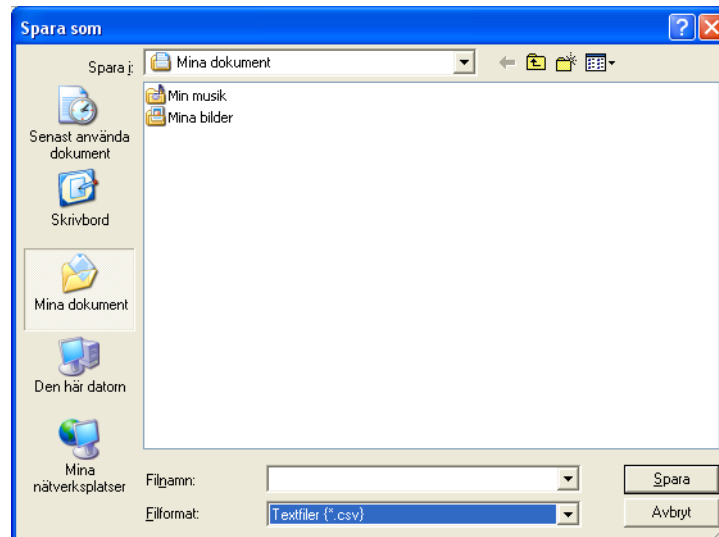 Spara som
Spara i:
Mina dokument
Min musik
Mina bilder
Senast använda
dokument
Skrivbord
Mina dokument
Den här datorn
Mina
nätverksplatser
Filnamn:
Spara
Filformat:
Textfiler {*.csv}
Avbryt